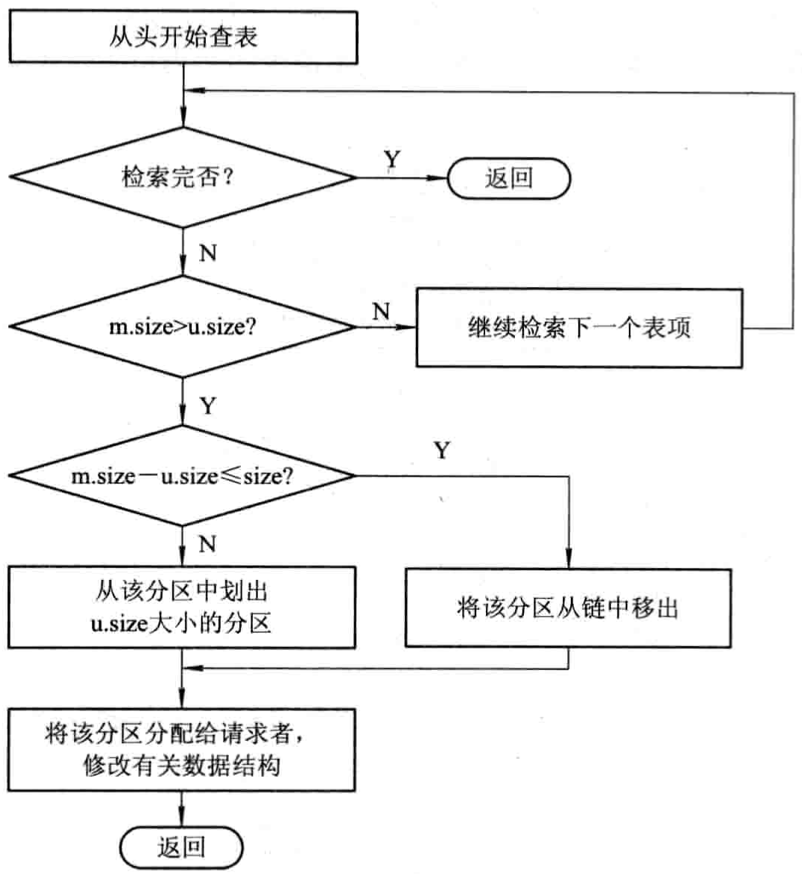 从头开始查表
检索完否？
Y
返回
N
m.size>u.size?
N
继续检索下一个表项
Y
m.size－u.size≤size?
Y
N
从该分区中划出
u.size大小的分区
将该分区从链中移出
将该分区分配给请求者，
修改有关数据结构
返回